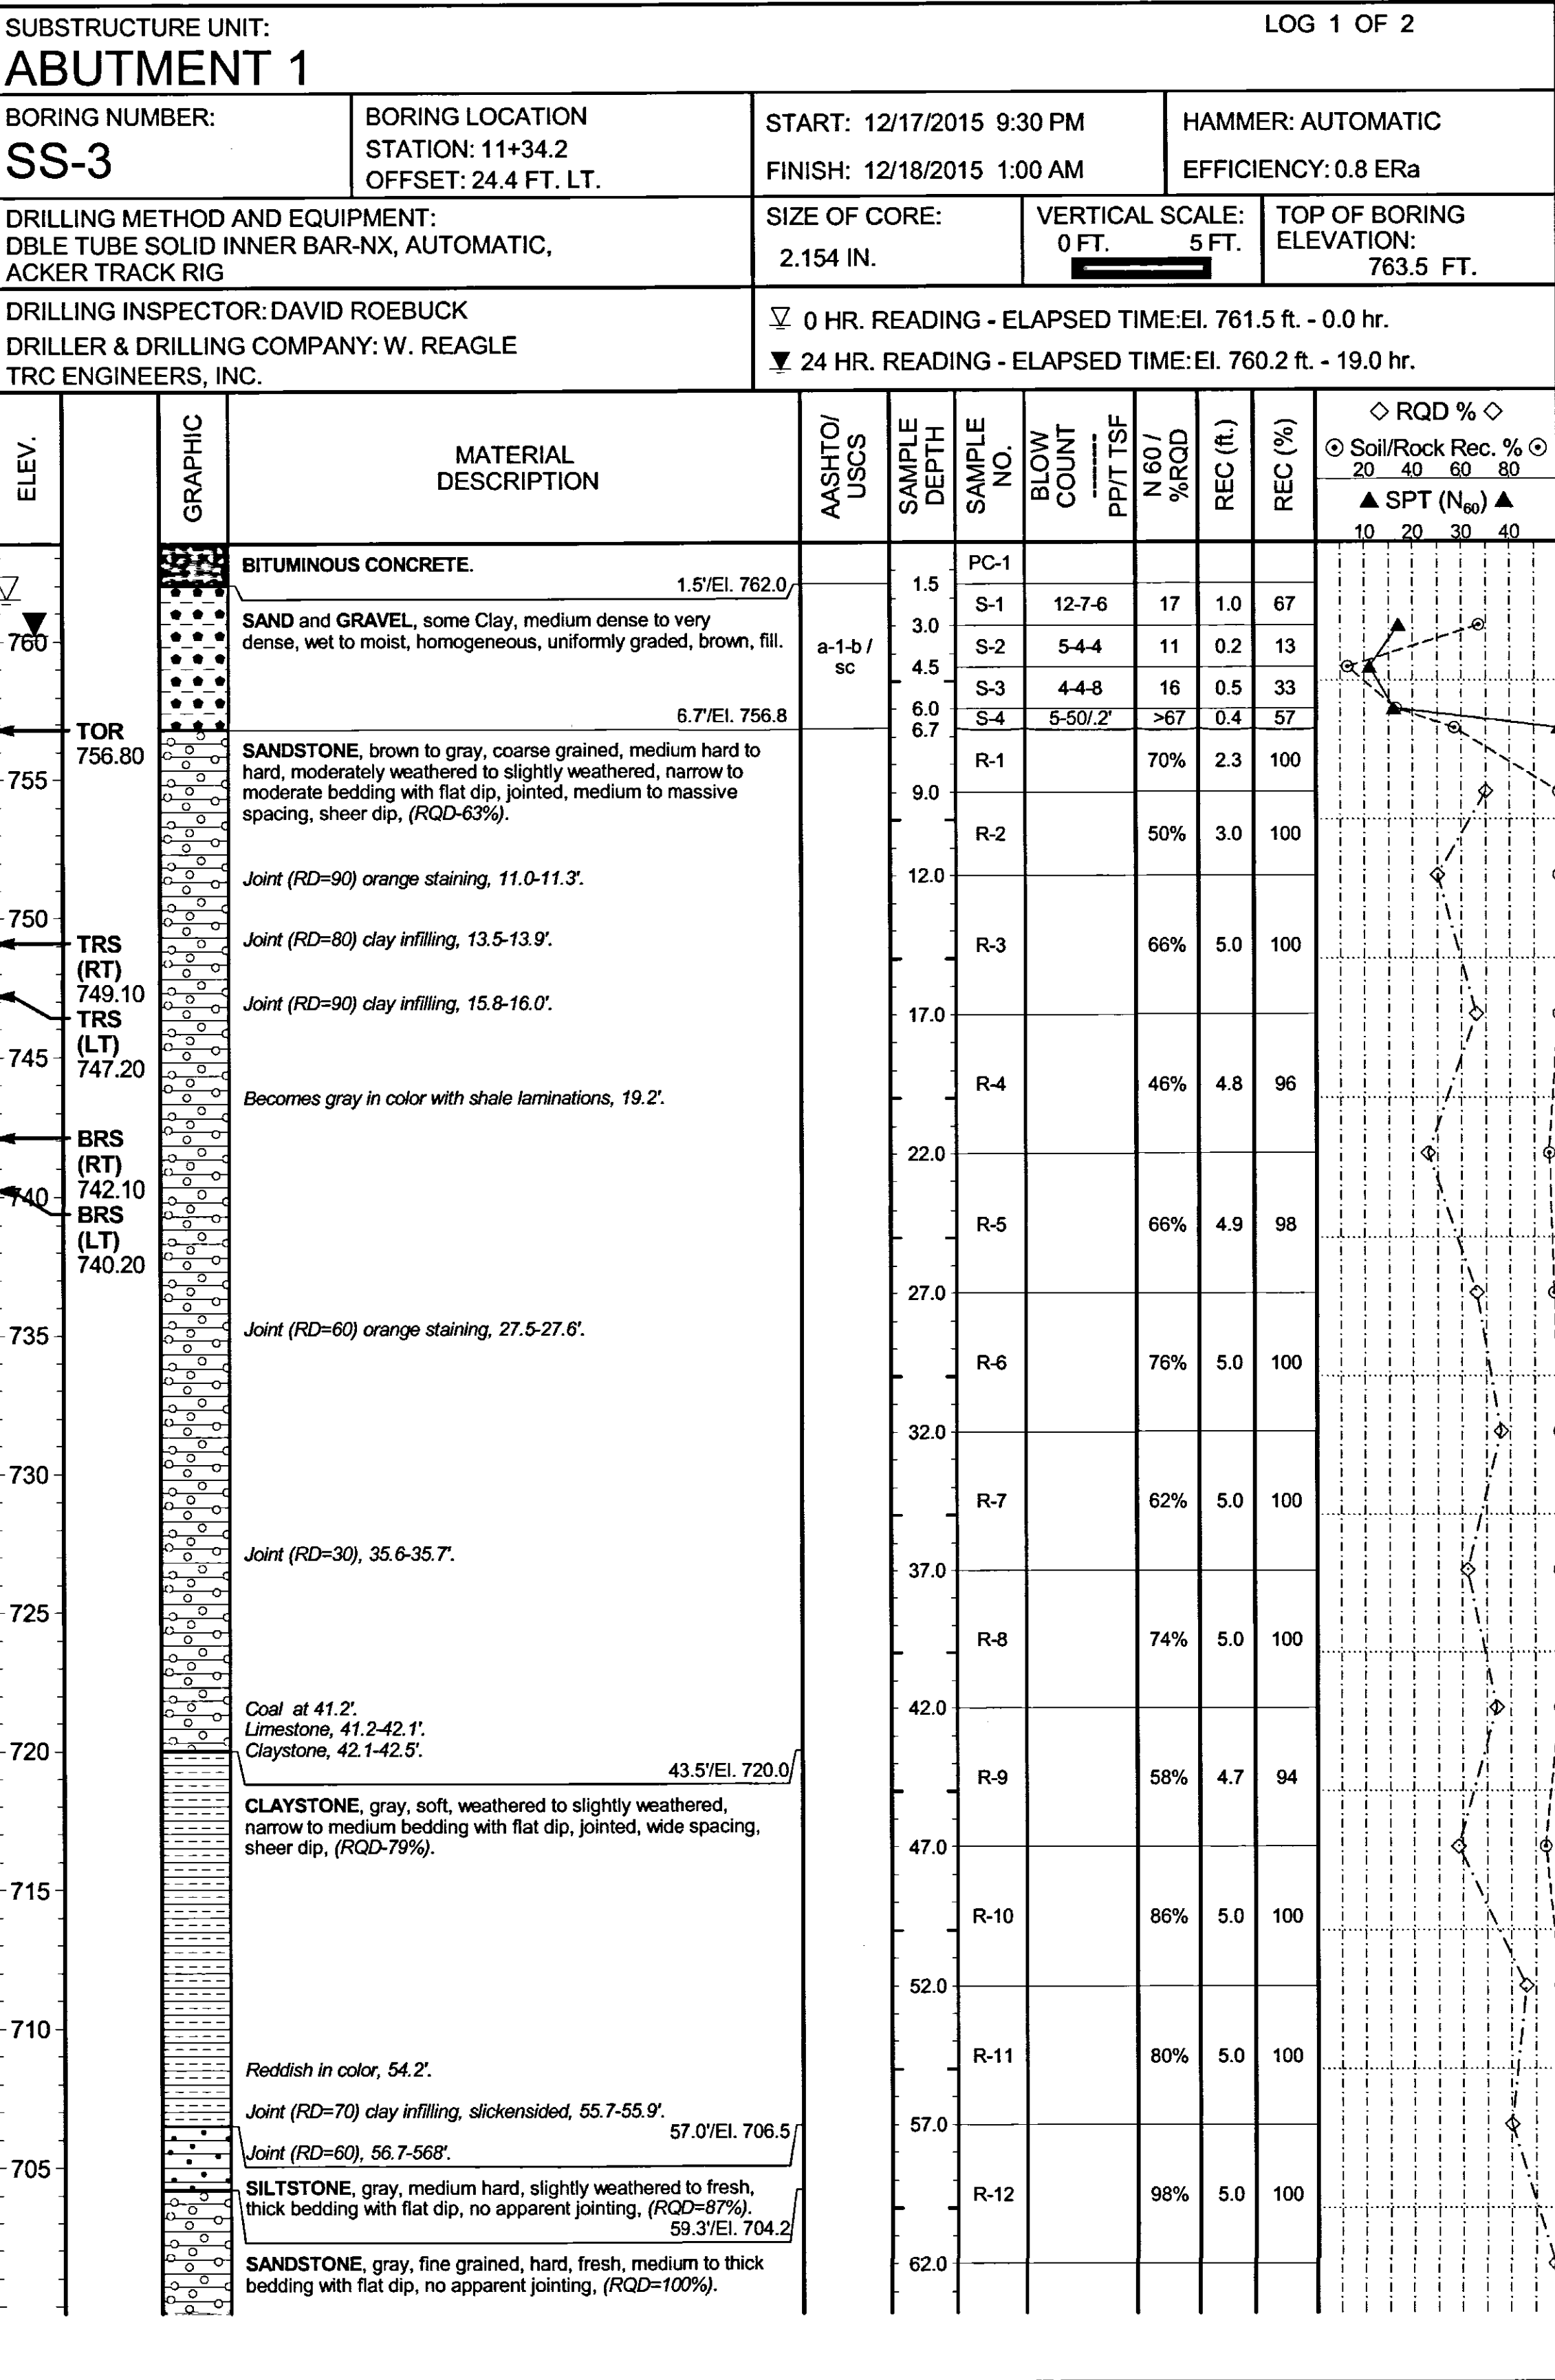 SUBSTRUCTURE UNIT:
LOG 1 OF 2
ABUTMENT 1
BORING NUMBER:
SS-3
BORING LOCATION
STATION: 11+34.2
OFFSET: 24.4 FT. LT.
START: 12/17/2015 9:30 PM
FINISH: 12/18/2015 1:00 AM
HAMMER: AUTOMATIC
EFFICIENCY: 0.8 ERa
DRILLING METHOD AND EQUIPMENT:
DBLE TUBE SOLID INNER BAR-NX, AUTOMATIC,
ACKER TRACK RIG
SIZE OF CORE:
2.154 IN.
VERTICAL SCALE:
0 FT. 5 FT.
TOP OF BORING
ELEVATION:
763.5 FT.
DRILLING INSPECTOR: DAVID ROEBUCK
DRILLER & DRILLING COMPANY: W. REAGLE
TRC ENGINEERS, INC.
0 HR. READING - ELAPSED TIME:El. 761.5 ft. - 0.0 hr.
24 HR. READING - ELAPSED TIME: El. 760.2 ft. - 19.0 hr.
ELEV.
GRAPHIC
MATERIAL
DESCRIPTION
AASHTO/
USCS
SAMPLE
DEPTH
SAMPLE
NO.
BLOW
COUNT
-------
PP/T TSF
N 60 /
%RQD
REC (ft.)
REC (%)
◇ RQD % ◇
⊙ Soil/Rock Rec. % ⊙
20 40 60 80
▲ SPT (N60) ▲
10 20 30 40
BITUMINOUS CONCRETE.
1.5'/El. 762.0
SAND and GRAVEL, some Clay, medium dense to very
dense, wet to moist, homogeneous, uniformly graded, brown, fill.
6.7'/El. 756.8
a-1-b /
sc
SANDSTONE, brown to gray, coarse grained, medium hard to
hard, moderately weathered to slightly weathered, narrow to
moderate bedding with flat dip, jointed, medium to massive
spacing, sheer dip, (RQD-63%).
Joint (RD=90) orange staining, 11.0-11.3'.
Joint (RD=80) clay infilling, 13.5-13.9'.
Joint (RD=90) clay infilling, 15.8-16.0'.
Becomes gray in color with shale laminations, 19.2'.
Joint (RD=60) orange staining, 27.5-27.6'.
Joint (RD=30), 35.6-35.7'.
Coal at 41.2'.
Limestone, 41.2-42.1'.
Claystone, 42.1-42.5'.
43.5'/El. 720.0
CLAYSTONE, gray, soft, weathered to slightly weathered,
narrow to medium bedding with flat dip, jointed, wide spacing,
sheer dip, (RQD-79%).
Reddish in color, 54.2'.
Joint (RD=70) clay infilling, slickensided, 55.7-55.9'.
57.0'/El. 706.5
Joint (RD=60), 56.7-568'.
SILTSTONE, gray, medium hard, slightly weathered to fresh,
thick bedding with flat dip, no apparent jointing, (RQD=87%).
59.3'/El. 704.2
SANDSTONE, gray, fine grained, hard, fresh, medium to thick
bedding with flat dip, no apparent jointing, (RQD=100%).
760
755
750
745
740
735
730
725
720
715
710
705
TOR
756.80
TRS
(RT)
749.10
TRS
(LT)
747.20
BRS
(RT)
742.10
BRS
(LT)
740.20
PC-1
1.5
S-1 12-7-6 17 1.0 67
3.0
S-2 5-4-4 11 0.2 13
4.5
S-3 4-4-8 16 0.5 33
6.0
S-4 5-50/.2' >67 0.4 57
6.7
R-1 70% 2.3 100
9.0
R-2 50% 3.0 100
12.0
R-3 66% 5.0 100
17.0
R-4 46% 4.8 96
22.0
R-5 66% 4.9 98
27.0
R-6 76% 5.0 100
32.0
R-7 62% 5.0 100
37.0
R-8 74% 5.0 100
42.0
R-9 58% 4.7 94
47.0
R-10 86% 5.0 100
52.0
R-11 80% 5.0 100
57.0
R-12 98% 5.0 100
62.0